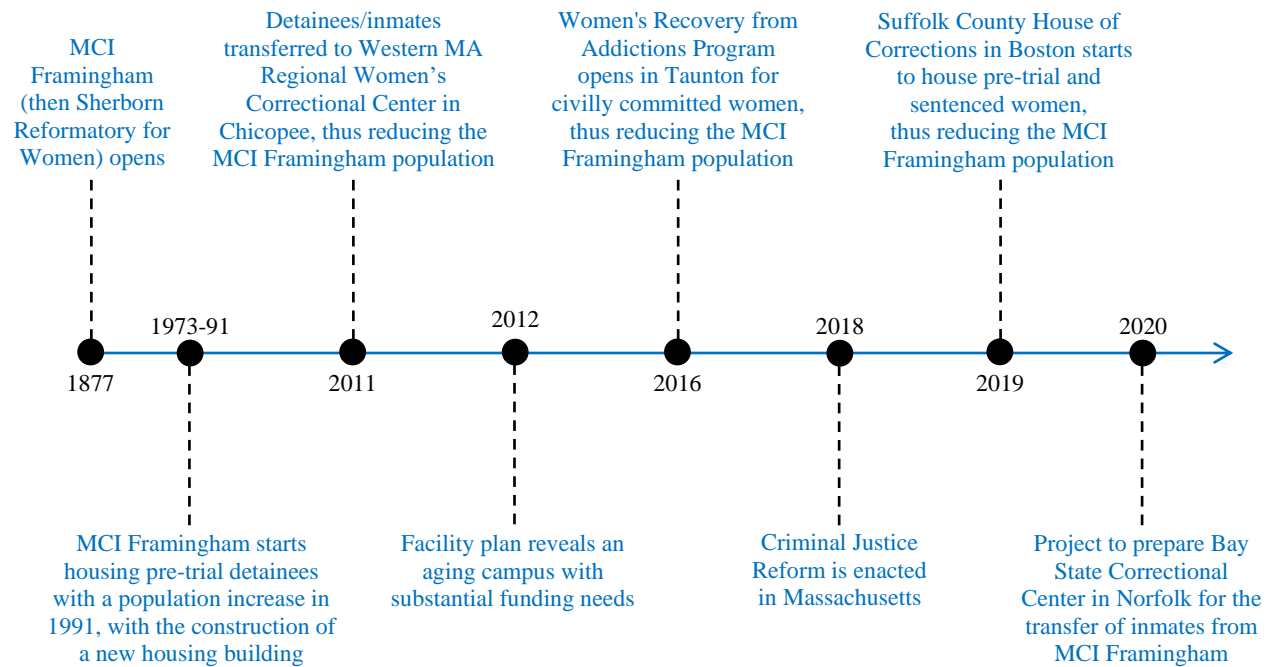 MCI
Framingham
(then Sherborn
Reformatory for
Women) opens
Detainees/inmates
transferred to Western MA
Regional Women’s
Correctional Center in
Chicopee, thus reducing the
MCI Framingham population
Women's Recovery from
Addictions Program
opens in Taunton for
civilly committed women,
thus reducing the MCI
Framingham population
Suffolk County House of
Corrections in Boston starts
to house pre-trial and
sentenced women,
thus reducing the MCI
Framingham population
1877
1973-91
2011
2012
2016
2018
2019
2020
MCI Framingham starts
housing pre-trial detainees
with a population increase in
1991, with the construction of
a new housing building
Facility plan reveals an
aging campus with
substantial funding needs
Criminal Justice
Reform is enacted
in Massachusetts
Project to prepare Bay
State Correctional
Center in Norfolk for the
transfer of inmates from
MCI Framingham